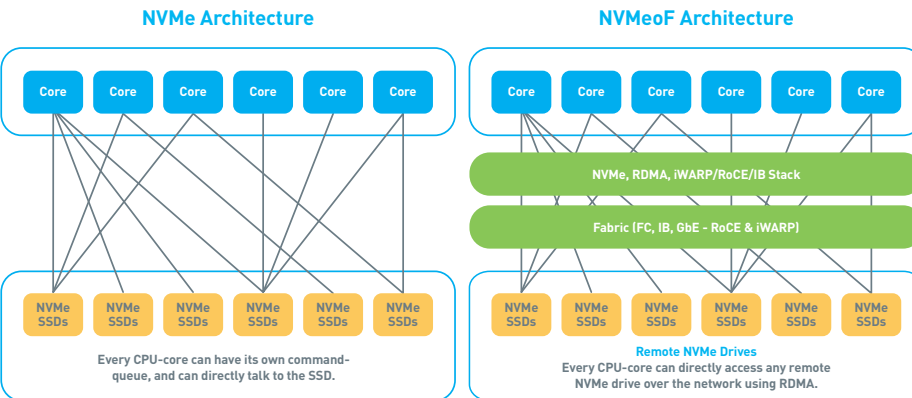 NVMe Architecture
Core Core Core Core Core Core
NVMe SSDs NVMe SSDs NVMe SSDs NVMe SSDs NVMe SSDs NVMe SSDs
Every CPU-core can have its own command-
queue, and can directly talk to the SSD.
NVMeoF Architecture
Core Core Core Core Core Core
NVMe, RDMA, iWARP/RoCE/IB Stack
Fabric (FC, IB, GbE - RoCE & iWARP)
NVMe SSDs NVMe SSDs NVMe SSDs NVMe SSDs NVMe SSDs NVMe SSDs
Remote NVMe Drives
Every CPU-core can directly access any remote
NVMe drive over the network using RDMA.